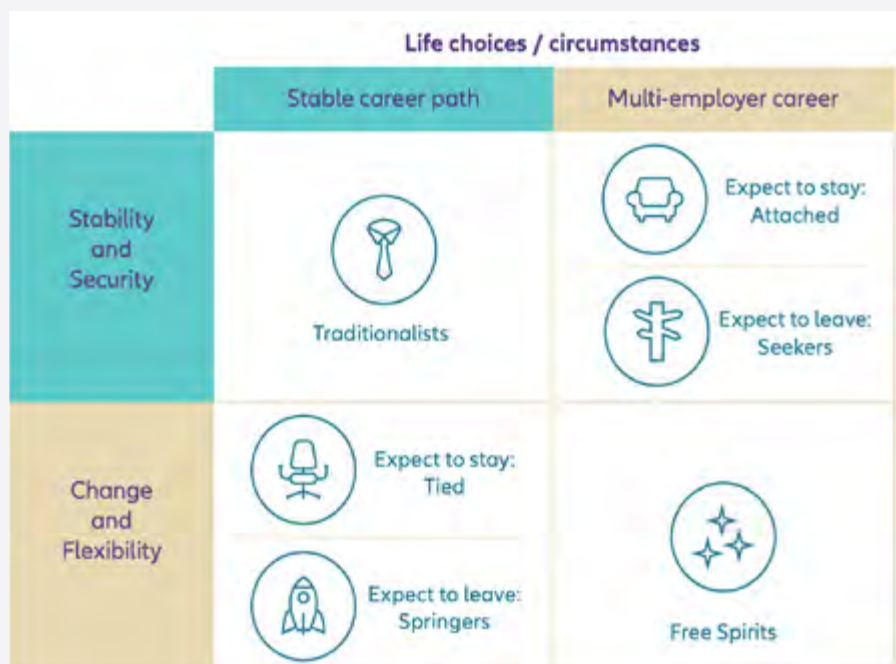 Life choices / circumstances
Stable career path
Multi-employer career
Stability
and
Security
Traditionalists
Expect to stay:
Attached
Expect to leave:
Seekers
Change
and
Flexibility
Expect to stay:
Tied
Expect to leave:
Springers
Free Spirits